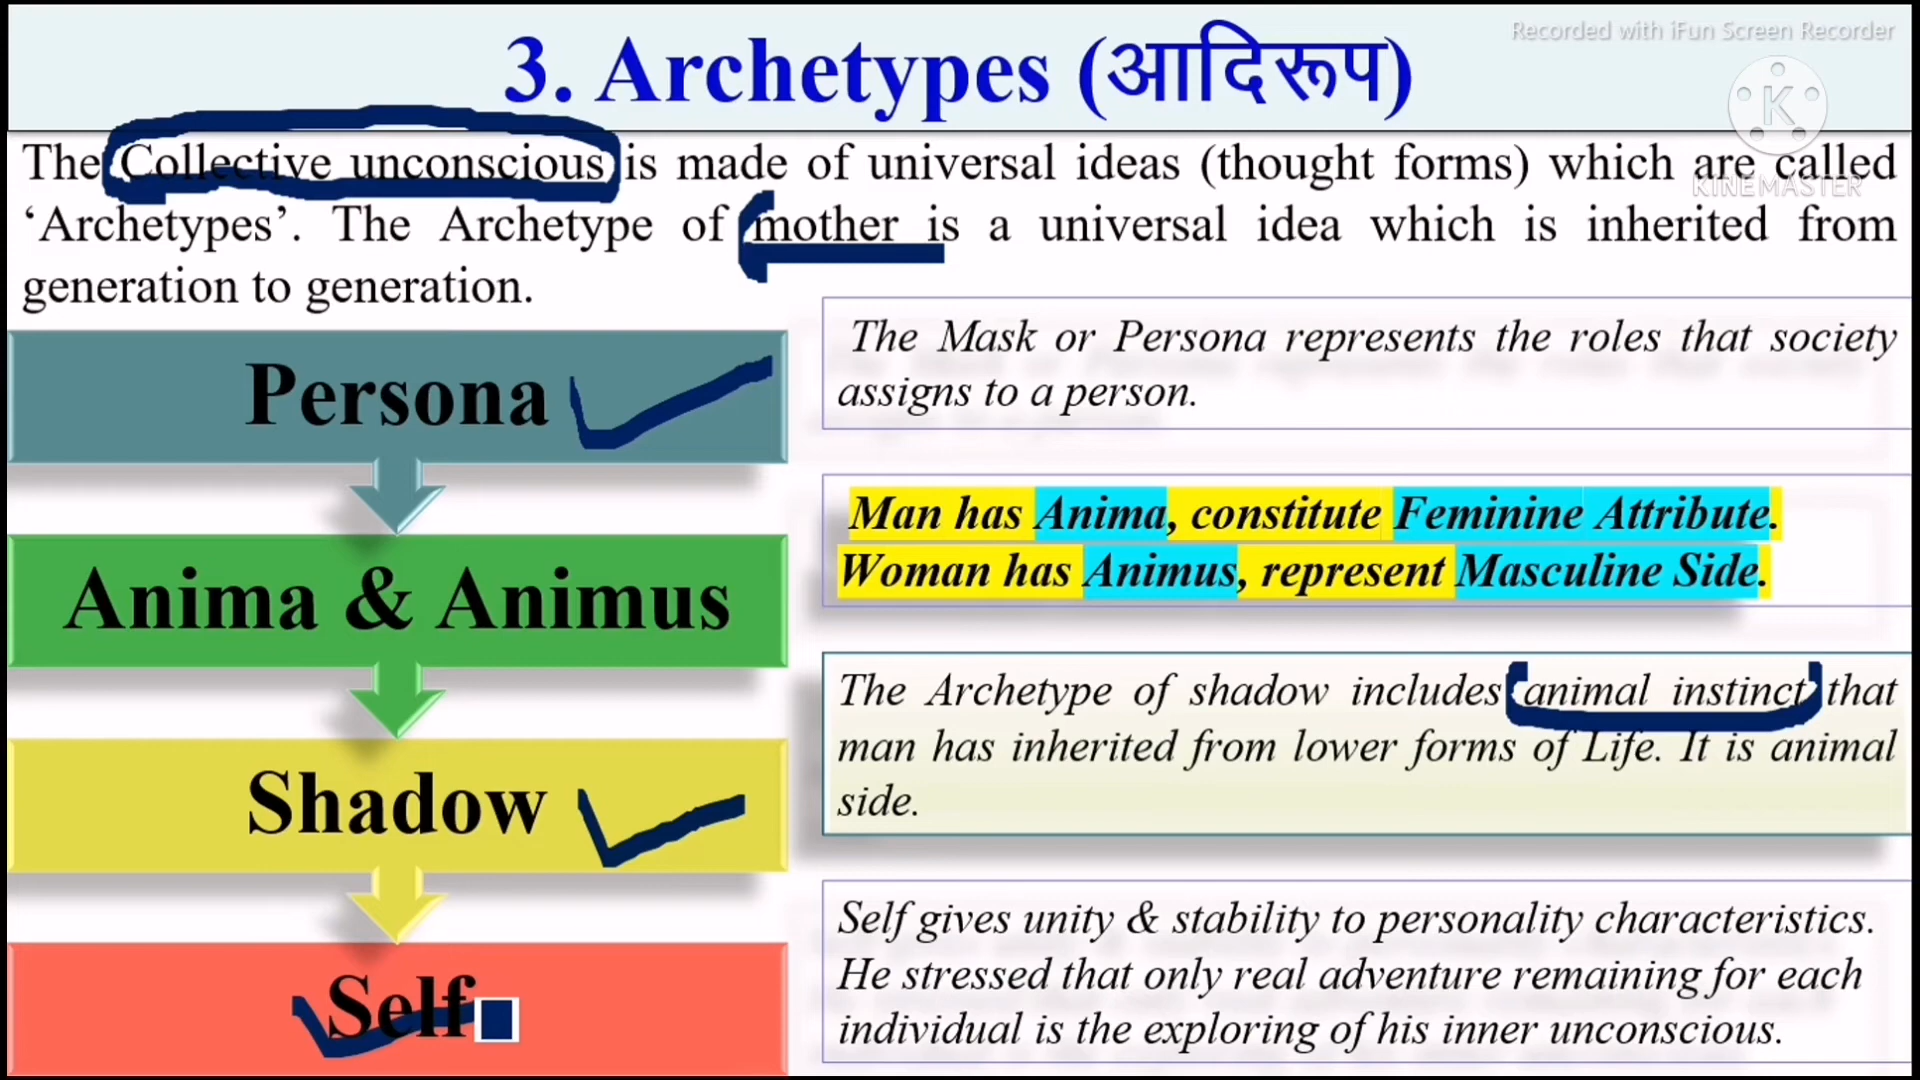 Recorded with iFun Screen Recorder
3. Archetypes (आदिरूप)
K
KINEMASTER
The Collective unconscious is made of universal ideas (thought forms) which are called
‘Archetypes’. The Archetype of mother is a universal idea which is inherited from
generation to generation.
Persona
The Mask or Persona represents the roles that society
assigns to a person.
Anima & Animus
Man has Anima, constitute Feminine Attribute.
Woman has Animus, represent Masculine Side.
Shadow
The Archetype of shadow includes animal instinct that
man has inherited from lower forms of Life. It is animal
side.
Self
Self gives unity & stability to personality characteristics.
He stressed that only real adventure remaining for each
individual is the exploring of his inner unconscious.